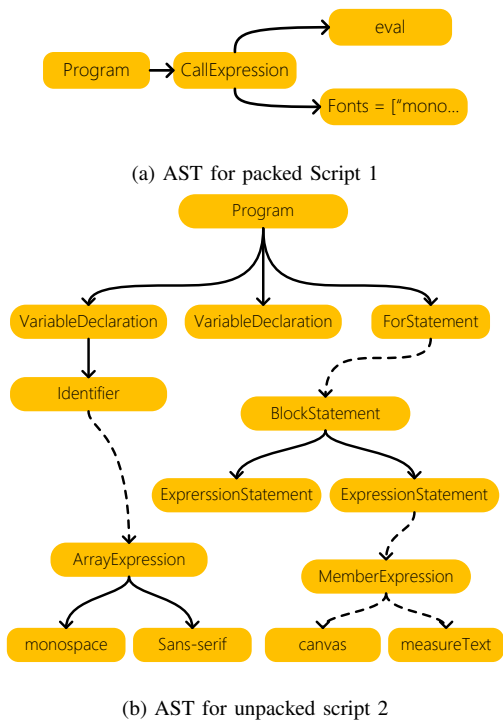 eval
Program
CallExpression
Fonts = [“mono...
(a) AST for packed Script 1
Program
VariableDeclaration
VariableDeclaration
ForStatement
Identifier
BlockStatement
ExprerssionStatement
ExpressionStatement
ArrayExpression
MemberExpression
monospace
Sans-serif
canvas
measureText
(b) AST for unpacked script 2